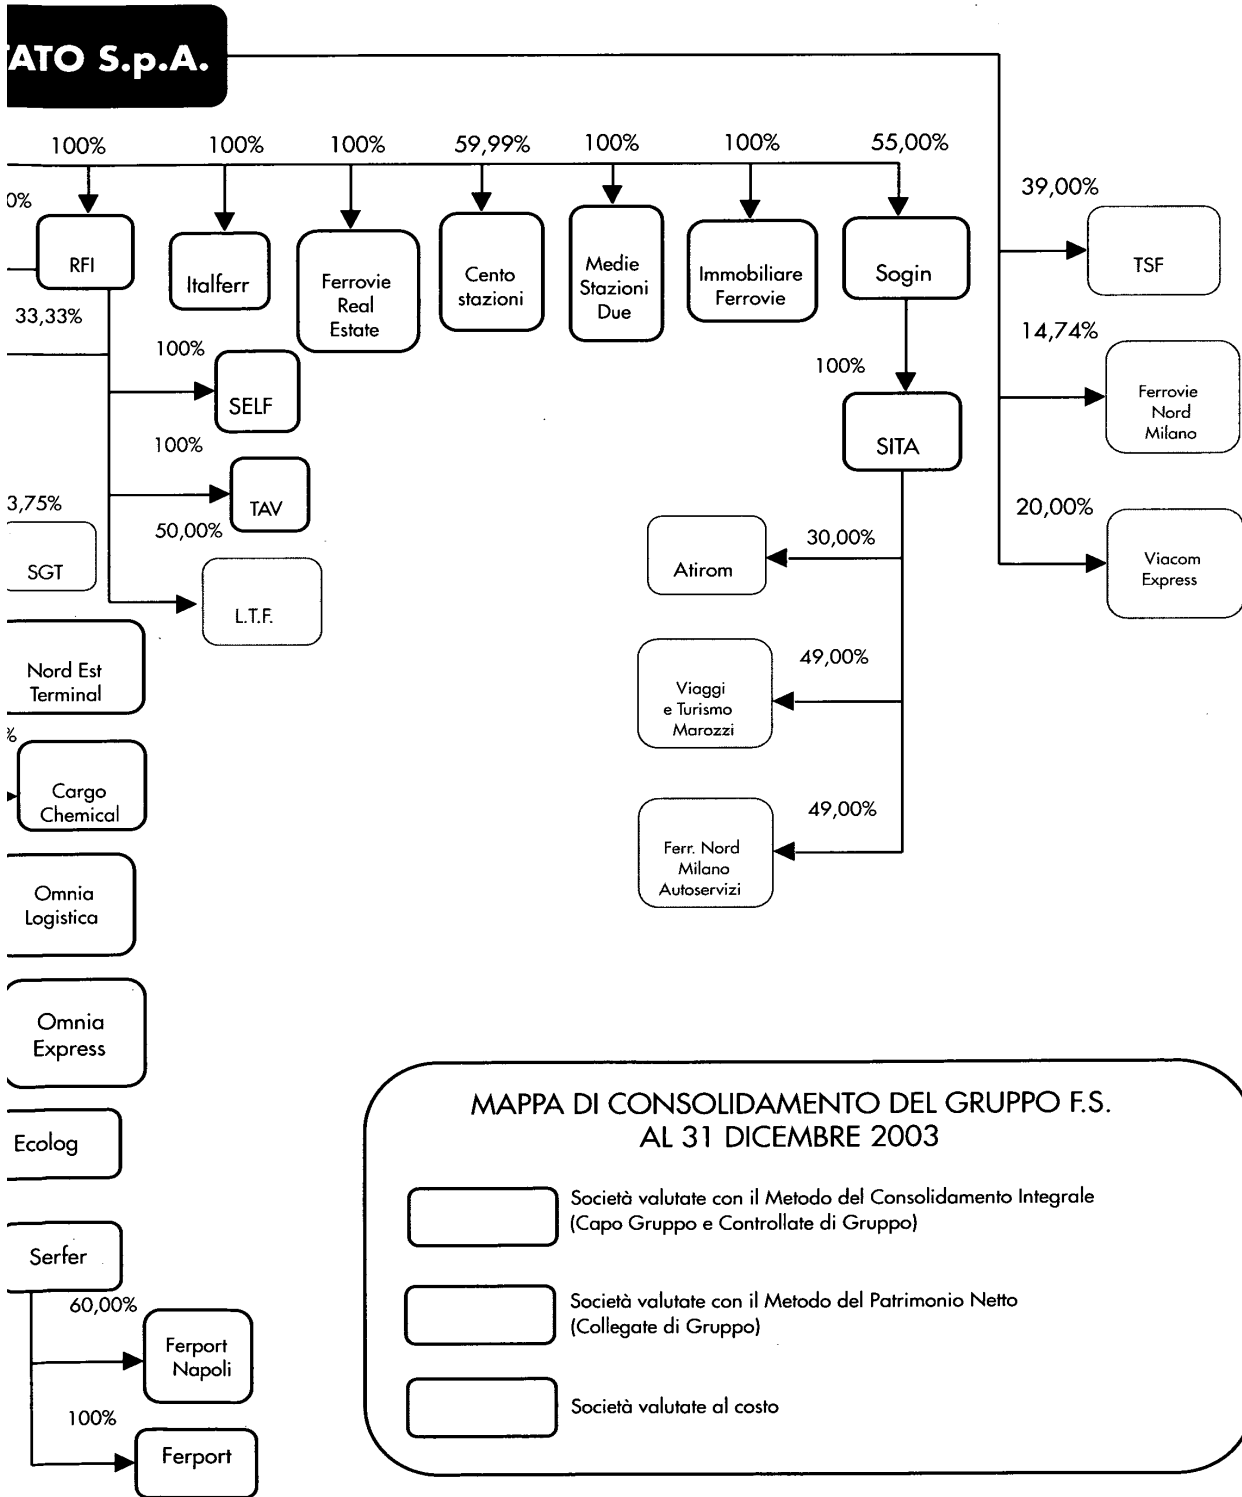 TATO S.p.A.
100%
100%
100%
59,99%
100%
100%
55,00%
39,00%
0%
RFI
Italferr
Ferrovie
Real
Estate
Cento
stazioni
Medie
Stazioni
Due
Immobiliare
Ferrovie
Sogin
TSF
33,33%
14,74%
100%
SELF
100%
SITA
Ferrovie
Nord
Milano
100%
TAV
3,75%
50,00%
20,00%
SGT
L.T.F.
30,00%
Atirom
Viacom
Express
Nord Est
Terminal
49,00%
Viaggi
e Turismo
Marozzi
%
Cargo
Chemical
49,00%
Ferr. Nord
Milano
Autoservizi
Omnia
Logistica
Omnia
Express
Ecolog
Serfer
60,00%
Ferport
Napoli
100%
Ferport
MAPPA DI CONSOLIDAMENTO DEL GRUPPO F.S.
AL 31 DICEMBRE 2003
Società valutate con il Metodo del Consolidamento Integrale
(Capo Gruppo e Controllate di Gruppo)
Società valutate con il Metodo del Patrimonio Netto
(Collegate di Gruppo)
Società valutate al costo